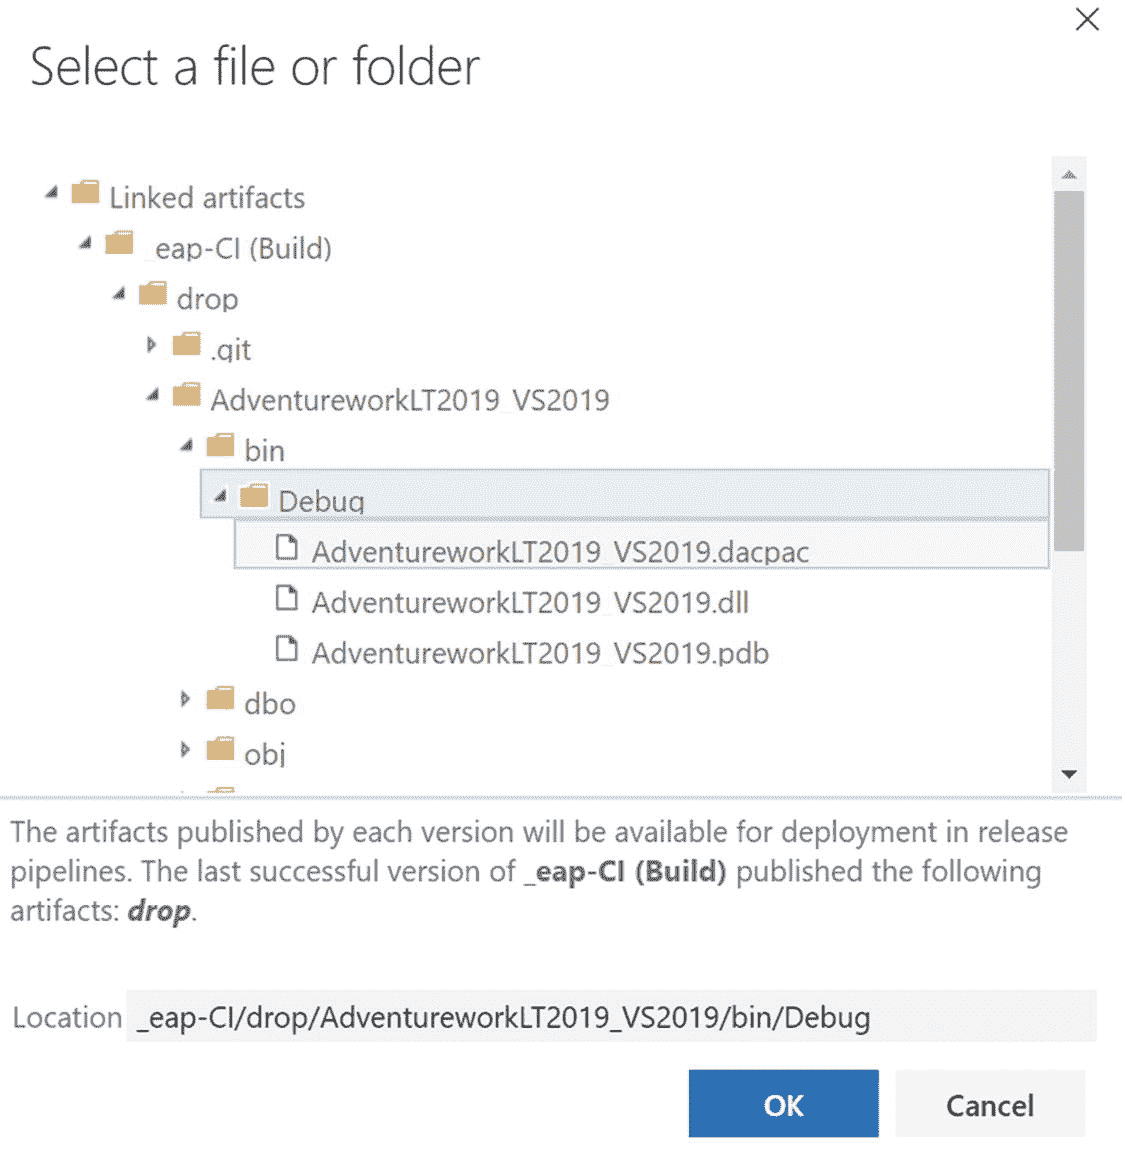 Select a file or folder
Linked artifacts
_eap-CI (Build)
drop
.git
AdventureworkLT2019_VS2019
bin
Debug
AdventureworkLT2019_VS2019.dacpac
AdventureworkLT2019_VS2019.dll
AdventureworkLT2019_VS2019.pdb
dbo
obj
The artifacts published by each version will be available for deployment in release
pipelines. The last successful version of _eap-CI (Build) published the following
artifacts: drop.
Location _eap-CI/drop/AdventureworkLT2019_VS2019/bin/Debug
OK Cancel